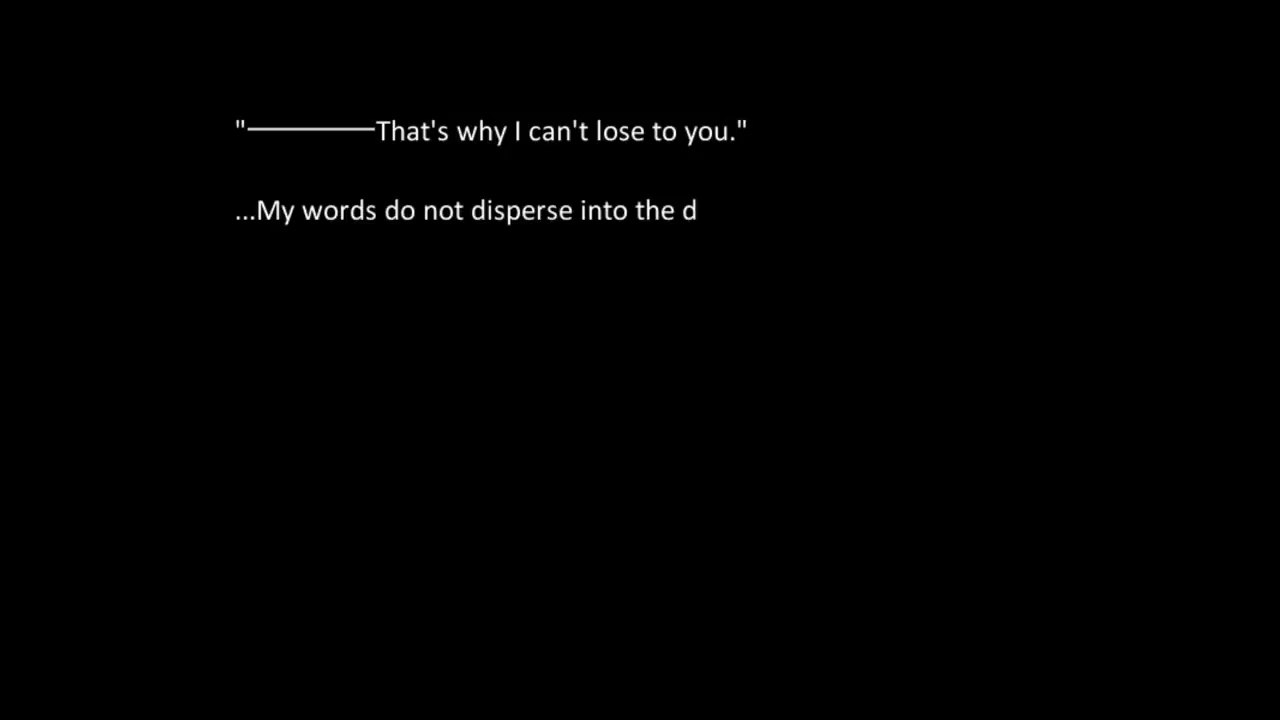 "————That's why I can't lose to you."
...My words do not disperse into the d